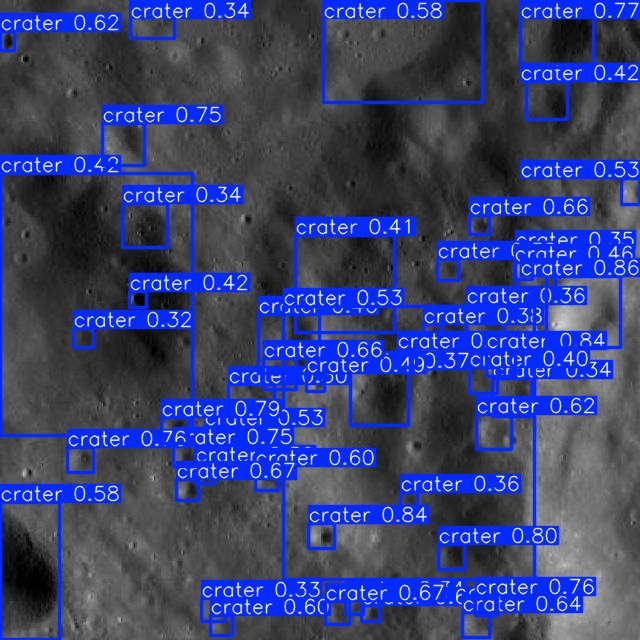 crater 0.34
crater 0.58
crater 0.77
crater 0.62
crater 0.42
crater 0.75
crater 0.42
crater 0.53
crater 0.34
crater 0.66
crater 0.41
crater 0.35
crater 0.46
crater 0.86
crater 0.42
crater 0.53
crater 0.36
crater 0.32
crater 0.38
crater 0.84
crater 0.66
crater 0.40
0.37
crater 0.34
crater 0.79
crater 0.62
0.53
crater 0.76
0.75
crater 0.60
crater 0.67
crater 0.36
crater 0.58
crater 0.84
crater 0.80
crater 0.33
crater 0.67
crater 0.76
crater 0.60
crater 0.64